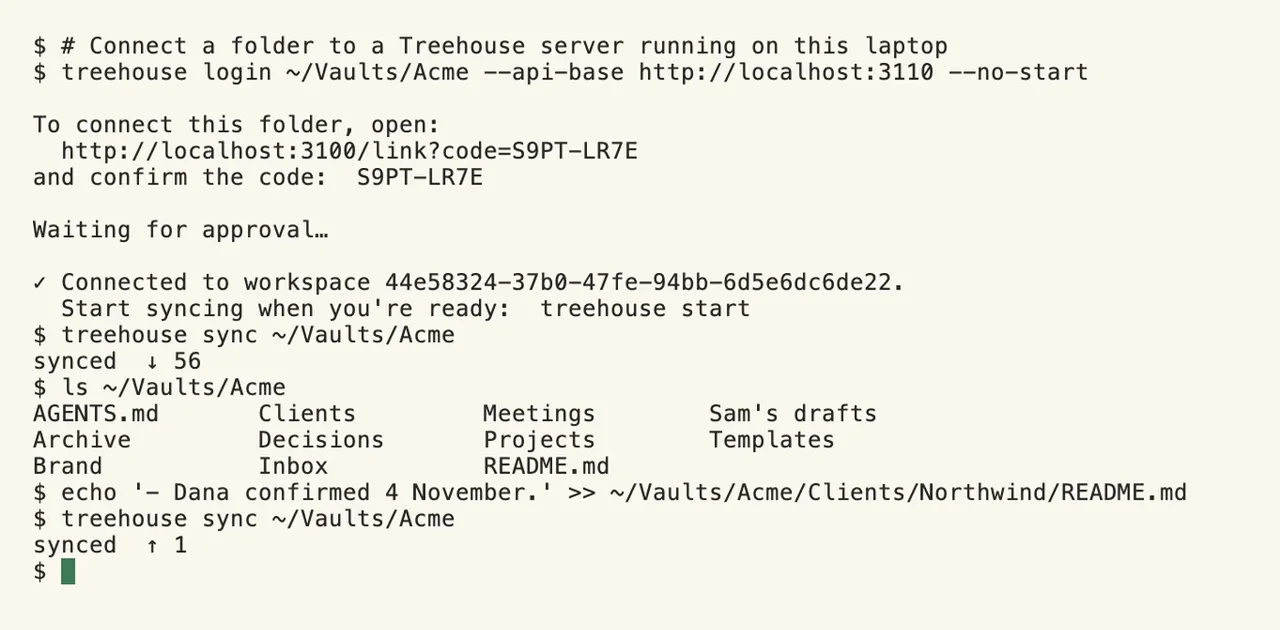 $ # Connect a folder to a Treehouse server running on this laptop
$ treehouse login ~/Vaults/Acme --api-base http://localhost:3110 --no-start
To connect this folder, open:
http://localhost:3100/link?code=S9PT-LR7E
and confirm the code:  S9PT-LR7E
Waiting for approval…
✓ Connected to workspace 44e58324-37b0-47fe-94bb-6d5e6dc6de22.
Start syncing when you're ready:  treehouse start
$ treehouse sync ~/Vaults/Acme
synced  ↓ 56
$ ls ~/Vaults/Acme
AGENTS.md       Clients         Meetings        Sam's drafts
Archive         Decisions       Projects        Templates
Brand           Inbox           README.md
$ echo '- Dana confirmed 4 November.' >> ~/Vaults/Acme/Clients/Northwind/README.md
$ treehouse sync ~/Vaults/Acme
synced  ↑ 1
$